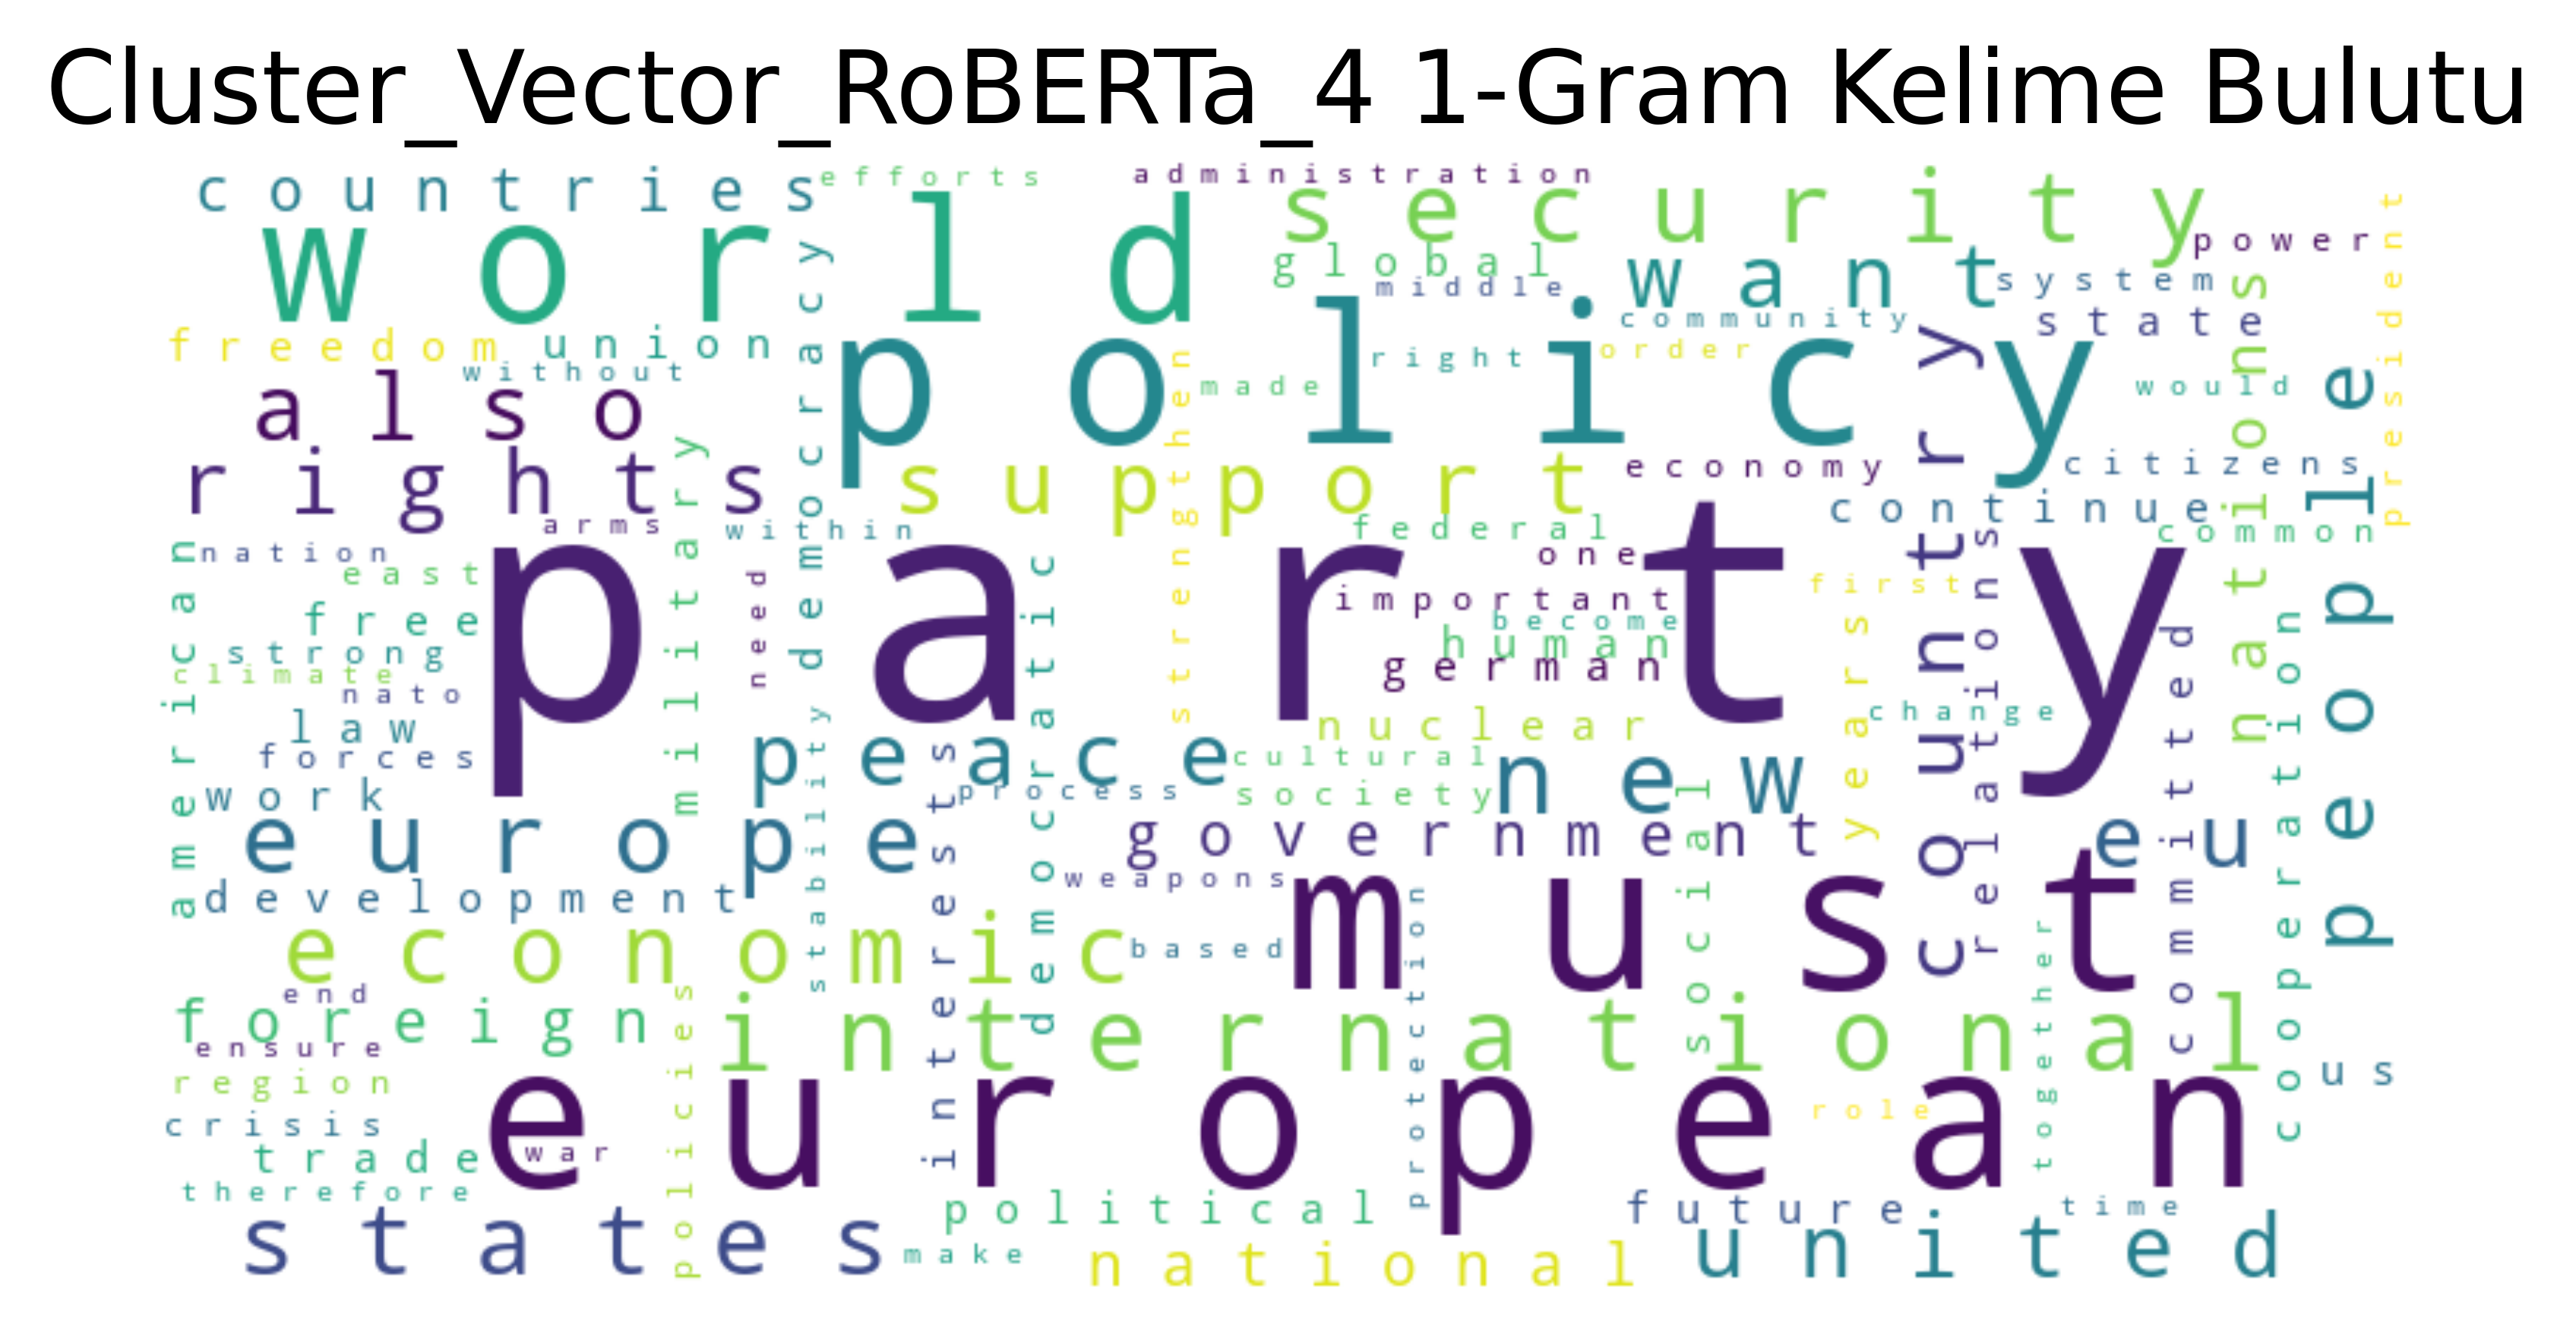 Cluster_Vector_RoBERTa_4 1-Gram Kelime Bulutu
countries
efforts
administration
security
power
president
world
democracy
global
middle
want
system
state
nations
freedom
union
without
community
order
right
made
would
also
policy
country
people
strengthen
citizens
rights
military
support
economy
continue
arms
within
federal
common
nation
american
east
need
democratic
one
first
important
free
become
human
strong
climate
german
party
years
relations
committed
cooperation
nato
law
nuclear
change
forces
stability
peace
interests
cultural
work
process
society
new
social
europe
government
eu
development
weapons
must
protection
economic
based
together
end
foreign
policies
international
ensure
region
us
european
crisis
role
trade
war
therefore
states
political
future
time
make
national
united